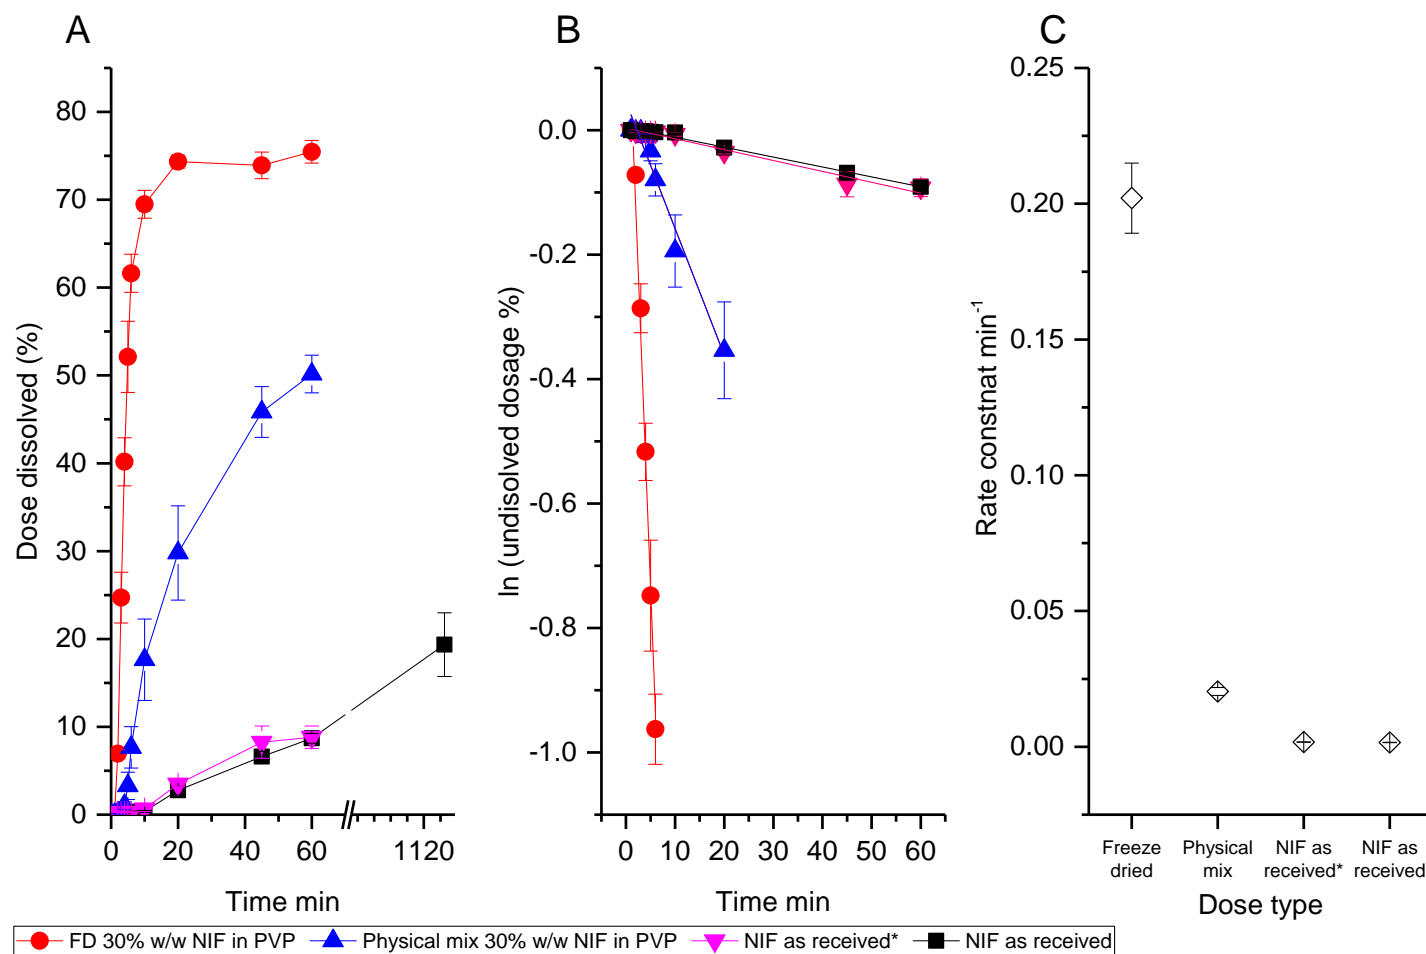 A
B
C
Dose dissolved (%)
80
70
60
50
40
30
20
10
0
0 20 40 60 1120
Time min
ln (undisolved dosage %)
0.0
-0.2
-0.4
-0.6
-0.8
-1.0
0 10 20 30 40 50 60
Time min
Rate constnat min-1
0.25
0.20
0.15
0.10
0.05
0.00
Freeze dried
Physical mix
NIF as received*
NIF as received
Dose type
FD 30% w/w NIF in PVP Physical mix 30% w/w NIF in PVP NIF as received* NIF as received